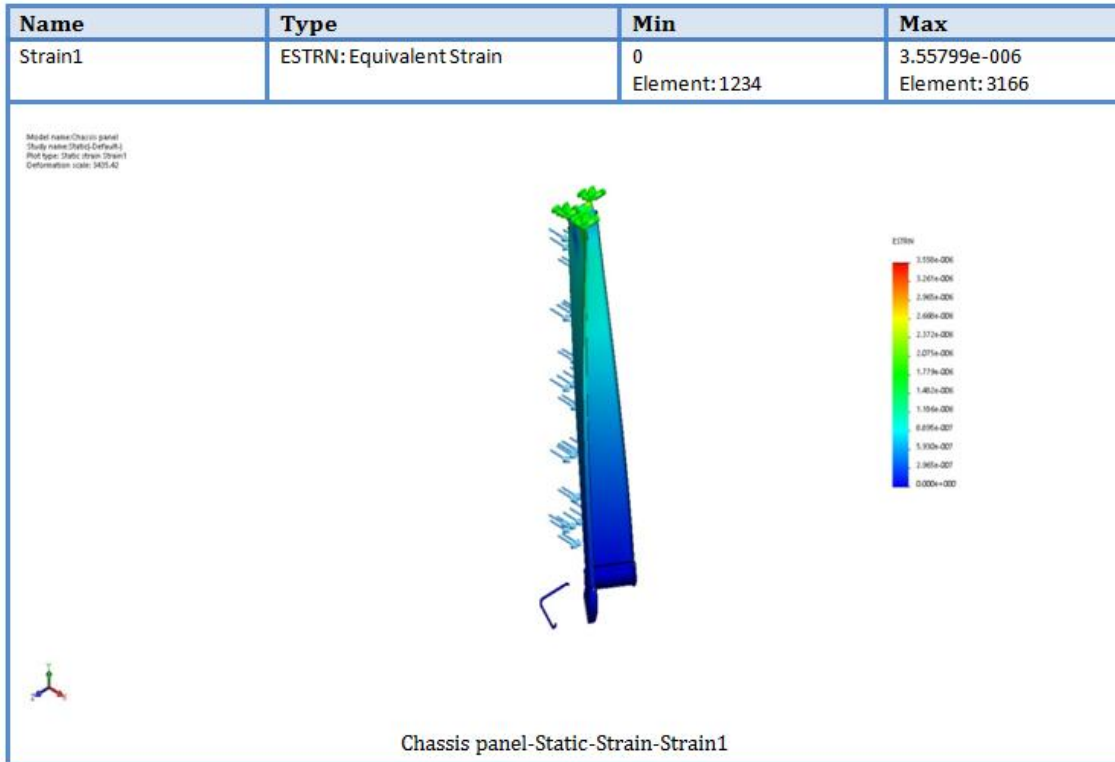 Name Type Min Max
Strain1 ESTRN: Equivalent Strain 0 3.55799e-006
Element: 1234 Element: 3166
Model name:Chassis panel
Study name:Static(-Default-)
Plot type: Static strain Strain1
Deformation scale: 3435.42
ESTRN
3.558e-006
3.261e-006
2.965e-006
2.668e-006
2.372e-006
2.075e-006
1.779e-006
1.482e-006
1.186e-006
8.895e-007
5.930e-007
2.965e-007
0.000e+000
Y
Z X
Chassis panel-Static-Strain-Strain1